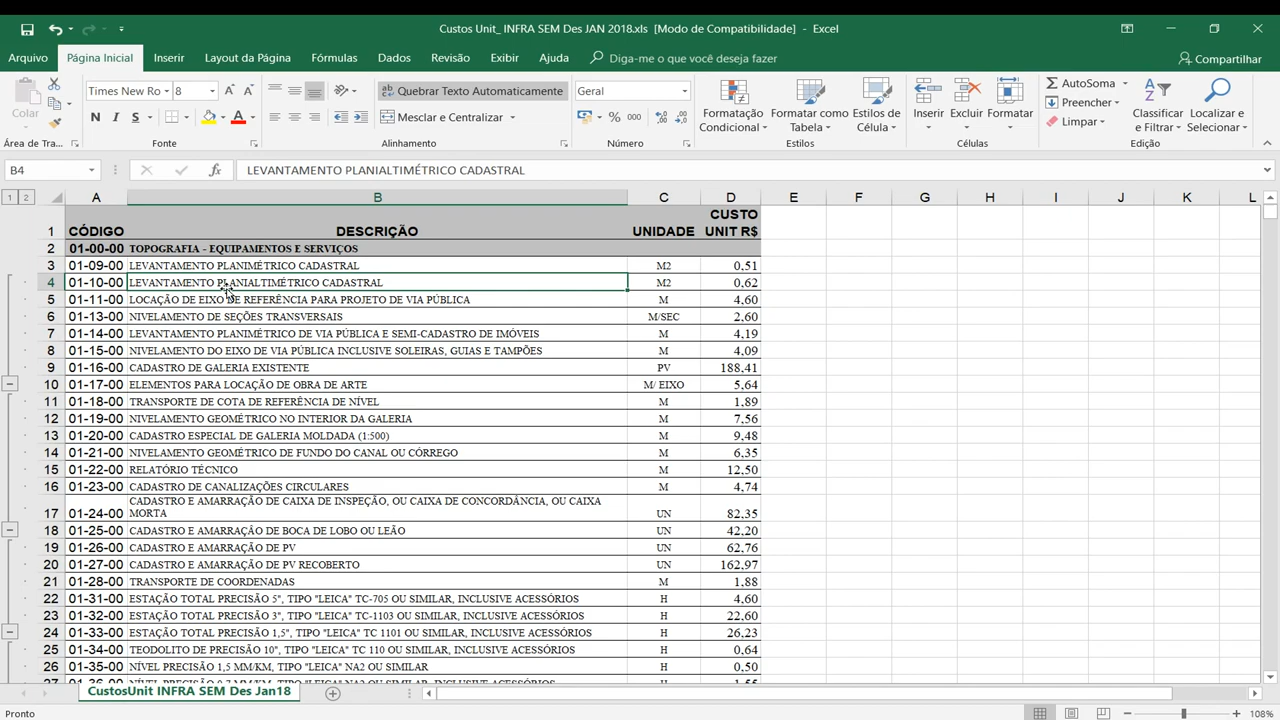 Custos Unit_ INFRA SEM Des JAN 2018.xls [Modo de Compatibilidade] - Excel
Arquivo Página Inicial Inserir Layout da Página Fórmulas Dados Revisão Exibir Ajuda Diga-me o que você deseja fazer Compartilhar
Colar
Times New Ro 8
N I S A
Quebrar Texto Automaticamente
Mesclar e Centralizar
Geral
% 000
Formatação Condicional
Formatar como Tabela
Estilos de Célula
Inserir Excluir Formatar
AutoSoma
Preencher
Limpar
Classificar e Filtrar
Localizar e Selecionar
Área de Tra... Fonte Alinhamento Número Estilos Células Edição
B4 fx LEVANTAMENTO PLANIALTIMÉTRICO CADASTRAL
1 2 A B C D E F G H I J K L
1 CÓDIGO DESCRIÇÃO UNIDADE CUSTO UNIT R$
2 01-00-00 TOPOGRAFIA - EQUIPAMENTOS E SERVIÇOS
3 01-09-00 LEVANTAMENTO PLANIMÉTRICO CADASTRAL M2 0,51
4 01-10-00 LEVANTAMENTO PLANIALTIMÉTRICO CADASTRAL M2 0,62
5 01-11-00 LOCAÇÃO DE EIXO DE REFERÊNCIA PARA PROJETO DE VIA PÚBLICA M 4,60
6 01-13-00 NIVELAMENTO DE SEÇÕES TRANSVERSAIS M/SEC 2,60
7 01-14-00 LEVANTAMENTO PLANIMÉTRICO DE VIA PÚBLICA E SEMI-CADASTRO DE IMÓVEIS M 4,19
8 01-15-00 NIVELAMENTO DO EIXO DE VIA PÚBLICA INCLUSIVE SOLEIRAS, GUIAS E TAMPÕES M 4,09
9 01-16-00 CADASTRO DE GALERIA EXISTENTE PV 188,41
10 01-17-00 ELEMENTOS PARA LOCAÇÃO DE OBRA DE ARTE M/ EIXO 5,64
11 01-18-00 TRANSPORTE DE COTA DE REFERÊNCIA DE NÍVEL M 1,89
12 01-19-00 NIVELAMENTO GEOMÉTRICO NO INTERIOR DA GALERIA M 7,56
13 01-20-00 CADASTRO ESPECIAL DE GALERIA MOLDADA (1:500) M 9,48
14 01-21-00 NIVELAMENTO GEOMÉTRICO DE FUNDO DO CANAL OU CÓRREGO M 6,35
15 01-22-00 RELATÓRIO TÉCNICO M 12,50
16 01-23-00 CADASTRO DE CANALIZAÇÕES CIRCULARES M 4,74
17 01-24-00 CADASTRO E AMARRAÇÃO DE CAIXA DE INSPEÇÃO, OU CAIXA DE CONCORDÂNCIA, OU CAIXA MORTA UN 82,35
18 01-25-00 CADASTRO E AMARRAÇÂO DE BOCA DE LOBO OU LEÃO UN 42,20
19 01-26-00 CADASTRO E AMARRAÇÃO DE PV UN 62,76
20 01-27-00 CADASTRO E AMARRAÇÃO DE PV RECOBERTO UN 162,97
21 01-28-00 TRANSPORTE DE COORDENADAS M 1,88
22 01-31-00 ESTAÇÃO TOTAL PRECISÃO 5", TIPO "LEICA" TC-705 OU SIMILAR, INCLUSIVE ACESSÓRIOS H 4,60
23 01-32-00 ESTAÇÃO TOTAL PRECISÃO 3", TIPO "LEICA" TC-1103 OU SIMILAR, INCLUSIVE ACESSÓRIOS H 22,60
24 01-33-00 ESTAÇÃO TOTAL PRECISÃO 1,5", TIPO "LEICA" TC 1101 OU SIMILAR, INCLUSIVE ACESSÓRIOS H 26,23
25 01-34-00 TEODOLITO DE PRECISÃO 10", TIPO "LEICA" TC 110 OU SIMILAR, INCLUSIVE ACESSÓRIOS H 0,64
26 01-35-00 NÍVEL PRECISÃO 1,5 MM/KM, TIPO "LEICA" NA2 OU SIMILAR H 0,50
CustosUnit INFRA SEM Des Jan18
Pronto 108%